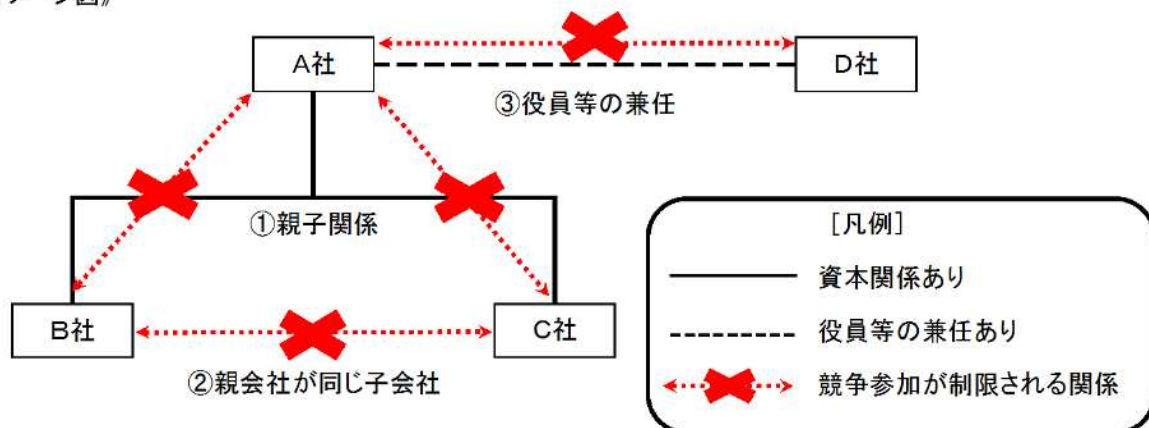 A社
D社
③役員等の兼任
①親子関係
B社
C社
②親会社が同じ子会社
[凡例]
資本関係あり
役員等の兼任あり
競争参加が制限される関係